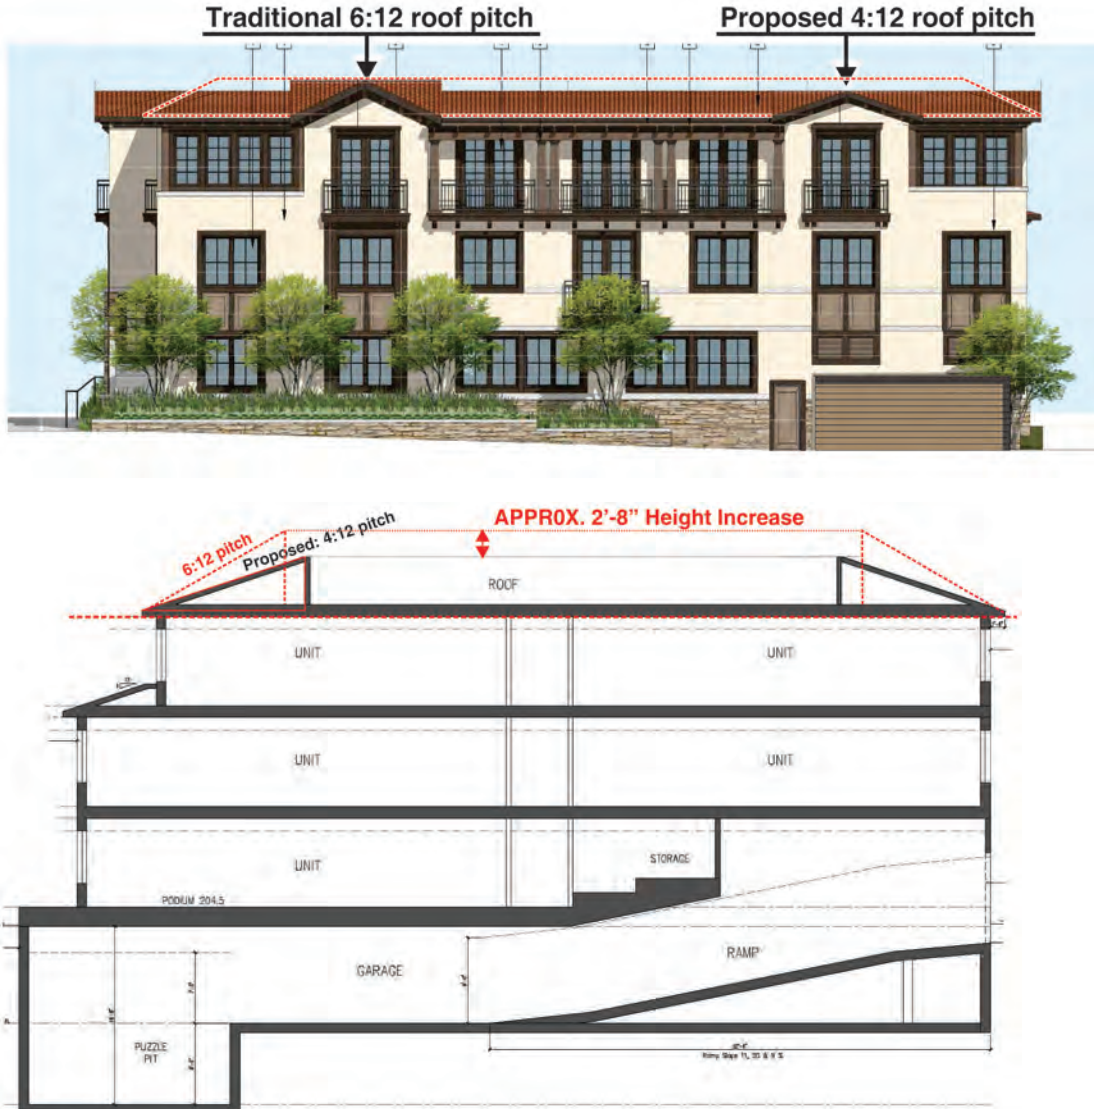 Traditional 6:12 roof pitch
Proposed 4:12 roof pitch
APPR0X. 2'-8” Height Increase
6:12 pitch
Proposed: 4:12 pitch
ROOF
UNIT
UNIT
UNIT
UNIT
UNIT
STORAGE
PODIUM 204.5
GARAGE
RAMP
PUZZLE
PIT